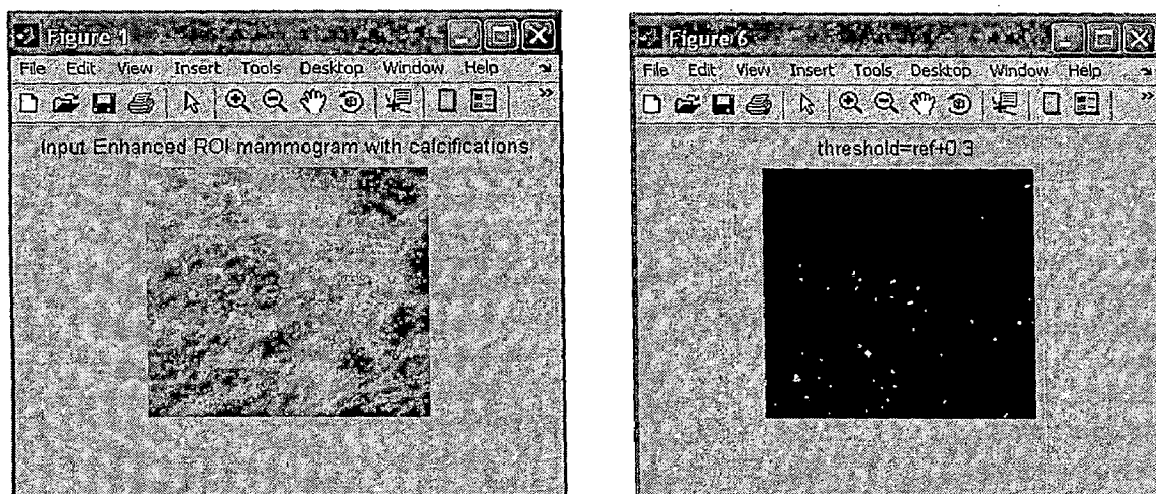 Figure 1
File Edit View Insert Tools Desktop Window Help
Input Enhanced ROI mammogram with calcifications
Figure 6
File Edit View Insert Tools Desktop Window Help
threshold=ref+0.3